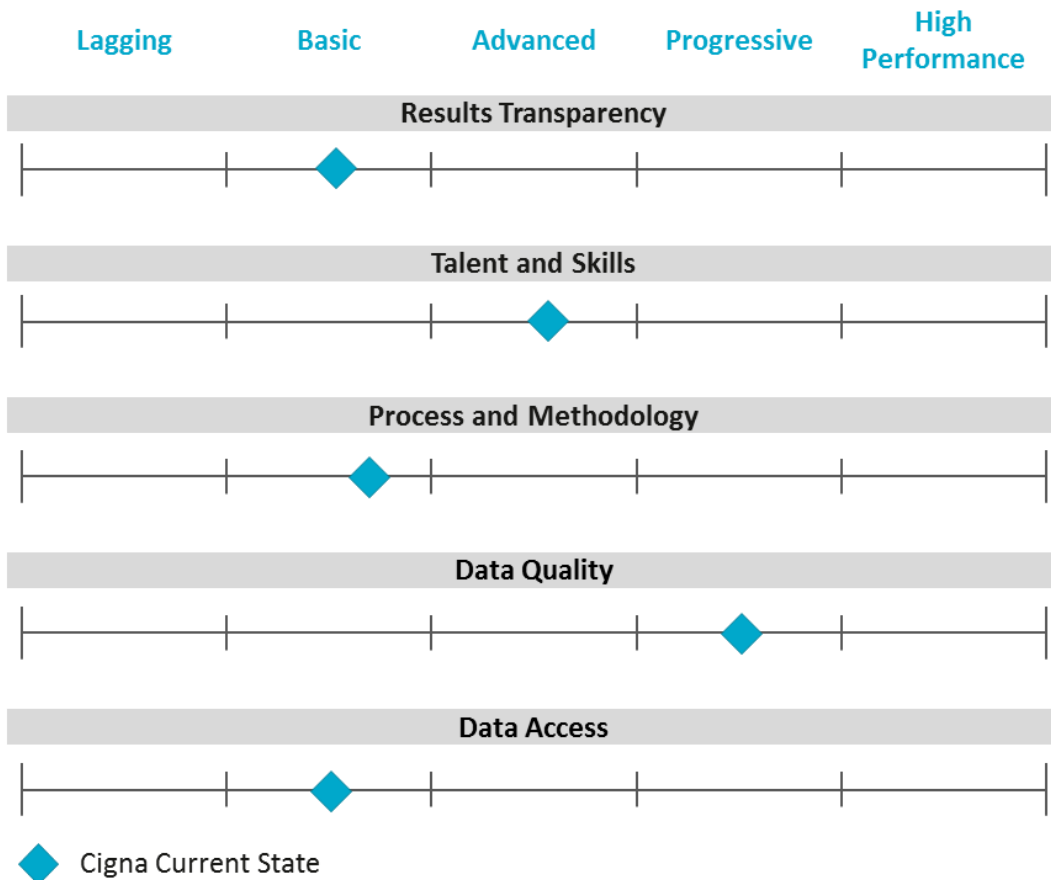 Lagging
Basic
Advanced
Progressive
High
Performance
Results Transparency
Talent and Skills
Process and Methodology
Data Quality
Data Access
Cigna Current State